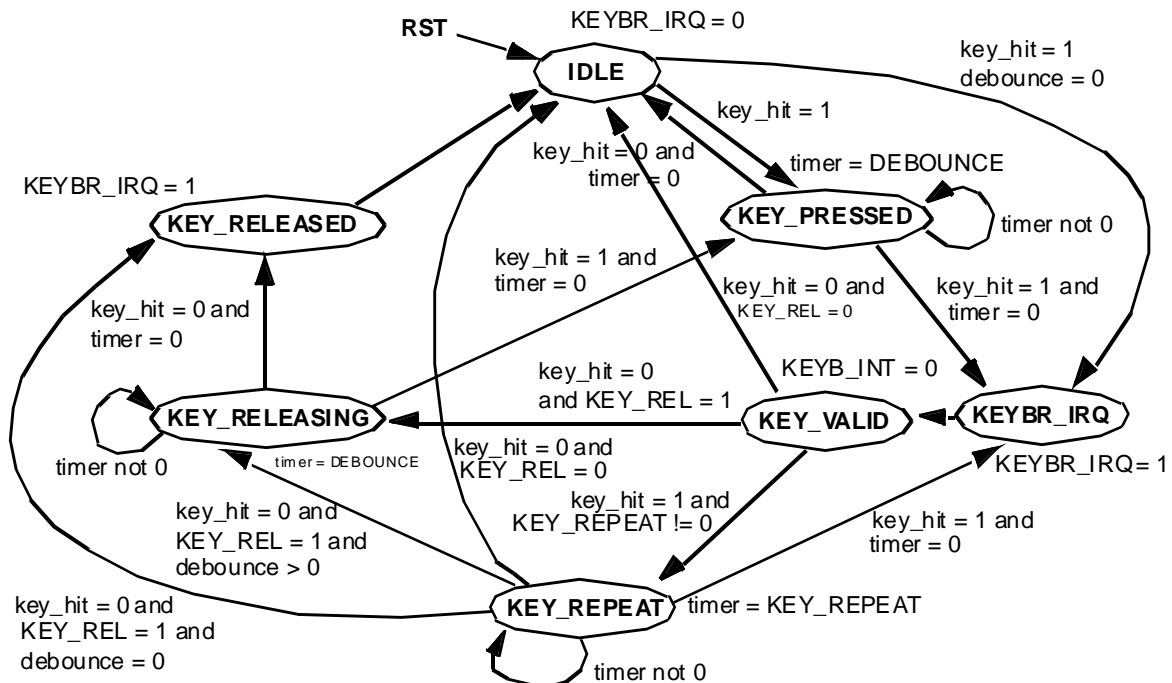 KEYBR_IRQ = 0
RST
IDLE
key_hit = 1
debounce = 0
key_hit = 1
key_hit = 0 and
timer = 0
timer = DEBOUNCE
KEYBR_IRQ = 1
KEY_RELEASED
KEY_PRESSED
timer not 0
key_hit = 1 and
timer = 0
key_hit = 0 and
KEY_REL = 0
key_hit = 1 and
timer = 0
key_hit = 0 and
timer = 0
KEYB_INT = 0
key_hit = 0
and KEY_REL = 1
KEY_RELEASING
KEY_VALID
KEYBR_IRQ
timer not 0
timer = DEBOUNCE
key_hit = 0 and
KEY_REL = 0
KEYBR_IRQ = 1
key_hit = 0 and
KEY_REL = 1 and
debounce > 0
key_hit = 1 and
KEY_REPEAT != 0
key_hit = 1 and
timer = 0
key_hit = 0 and
KEY_REL = 1 and
debounce = 0
KEY_REPEAT
timer = KEY_REPEAT
timer not 0